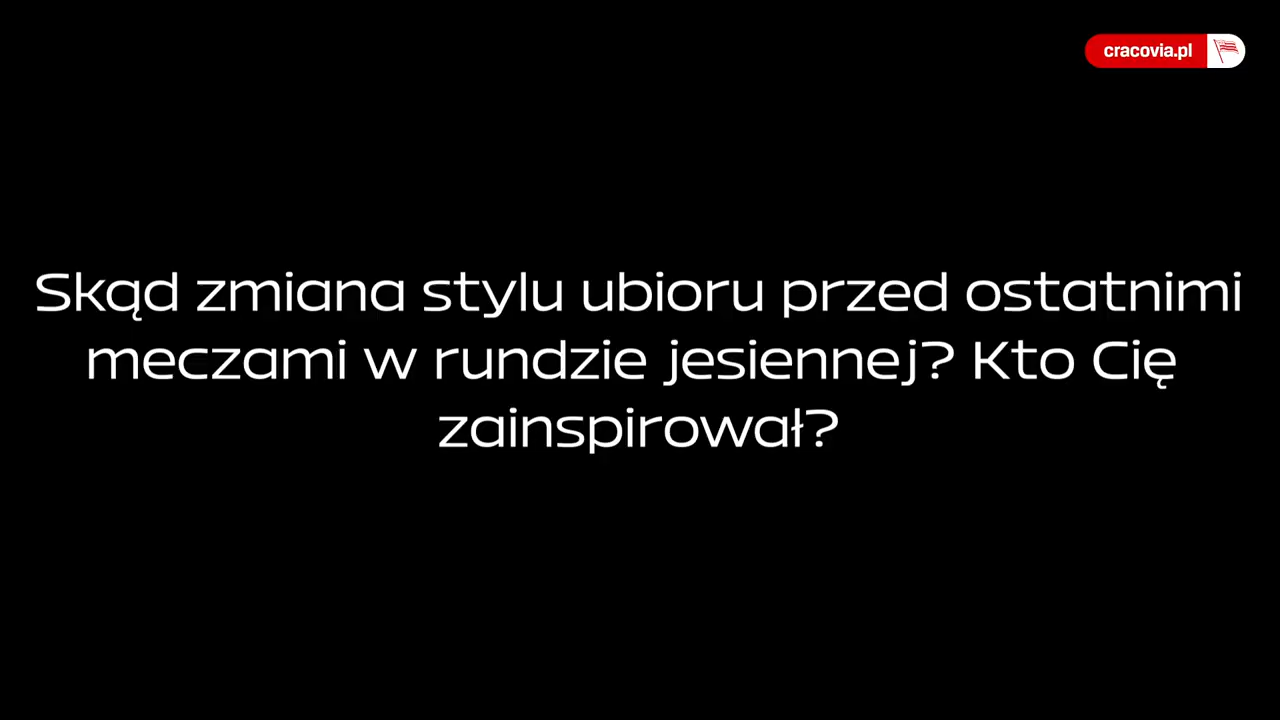 cracovia.pl
Skąd zmiana stylu ubioru przed ostatnimi
meczami w rundzie jesiennej? Kto Cię
zainspirował?